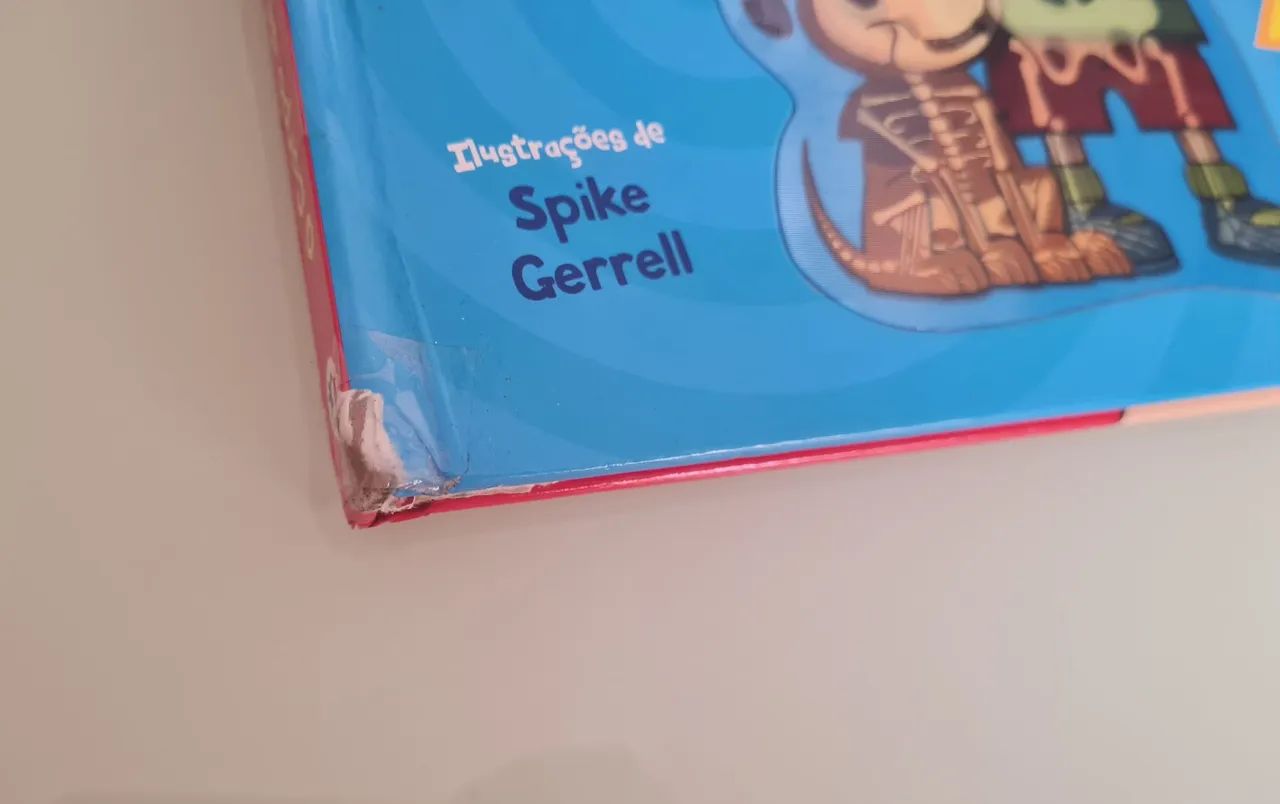 Ilustrações de
Spike
Gerrell